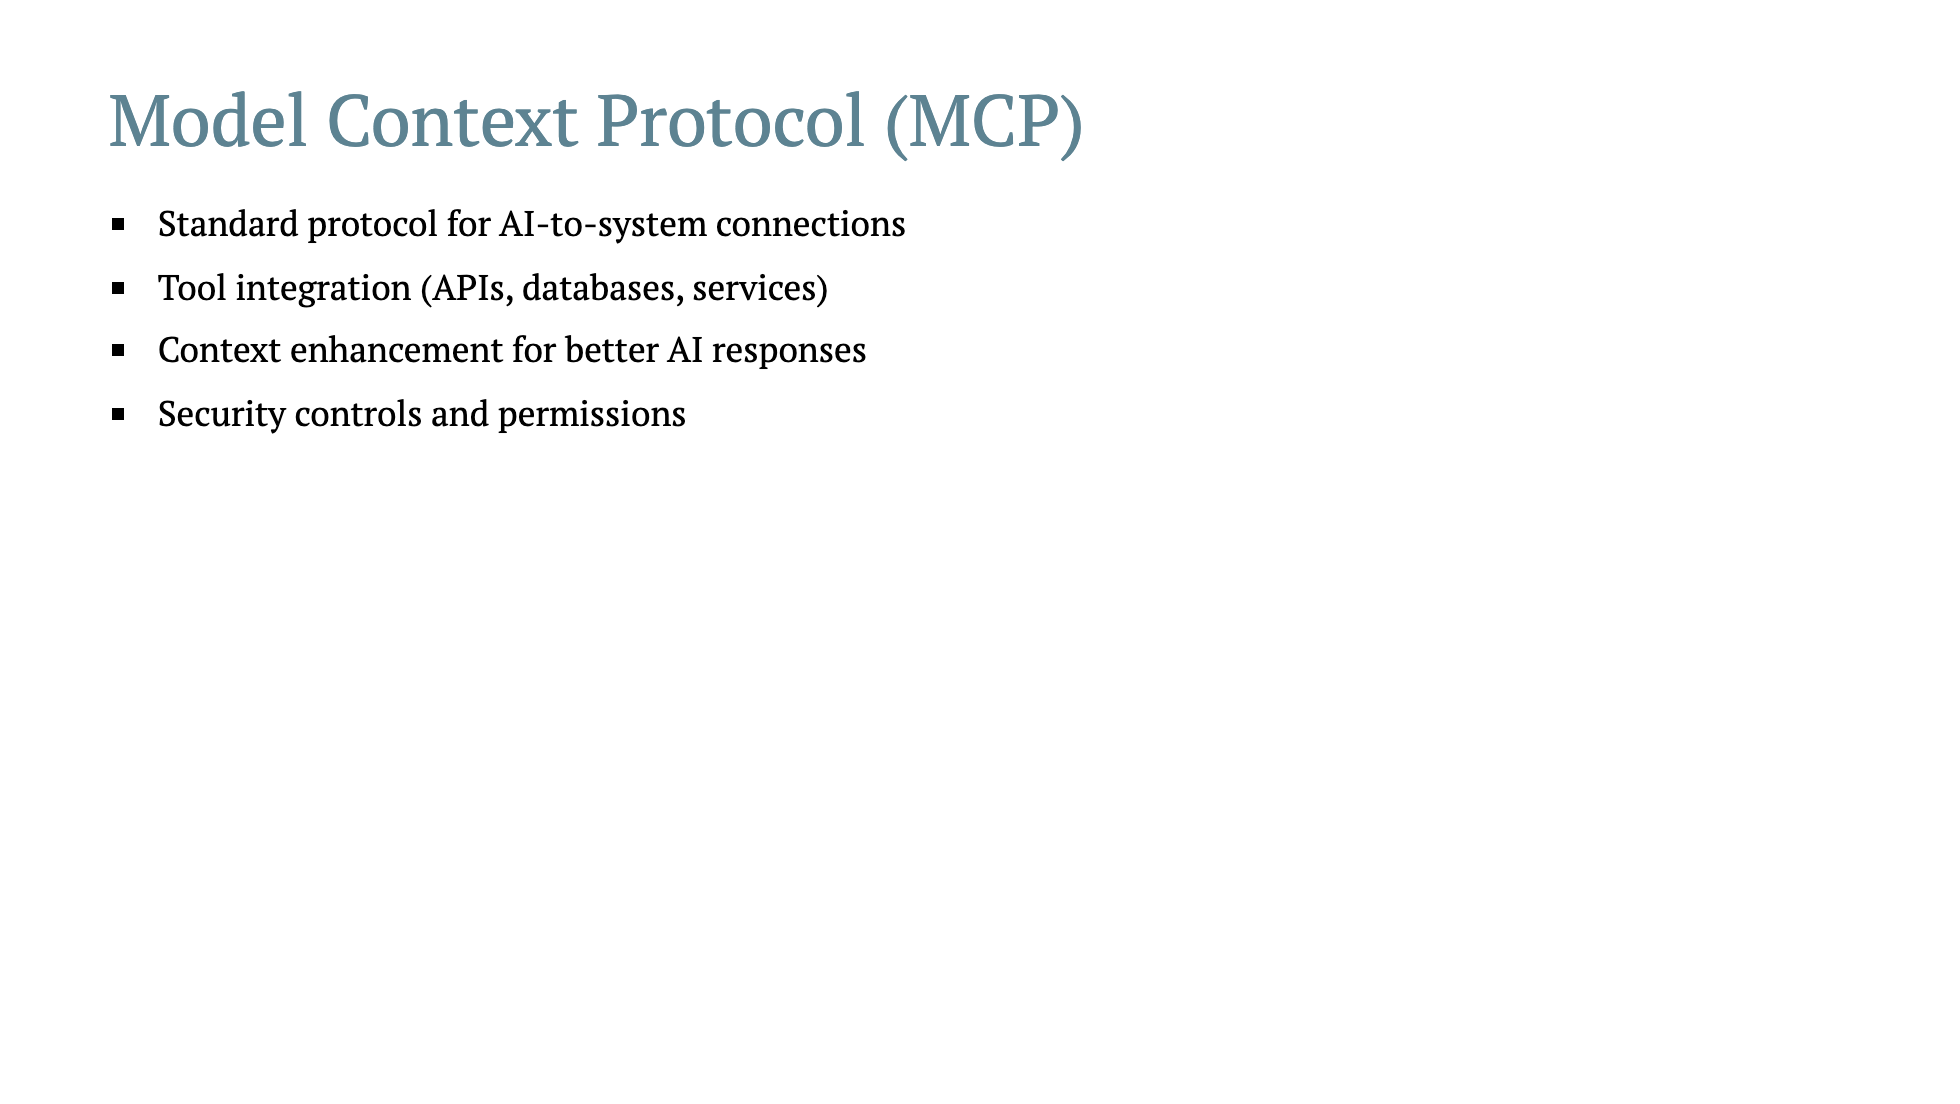 Model Context Protocol (MCP)
▪ Standard protocol for AI-to-system connections
▪ Tool integration (APIs, databases, services)
▪ Context enhancement for better AI responses
▪ Security controls and permissions